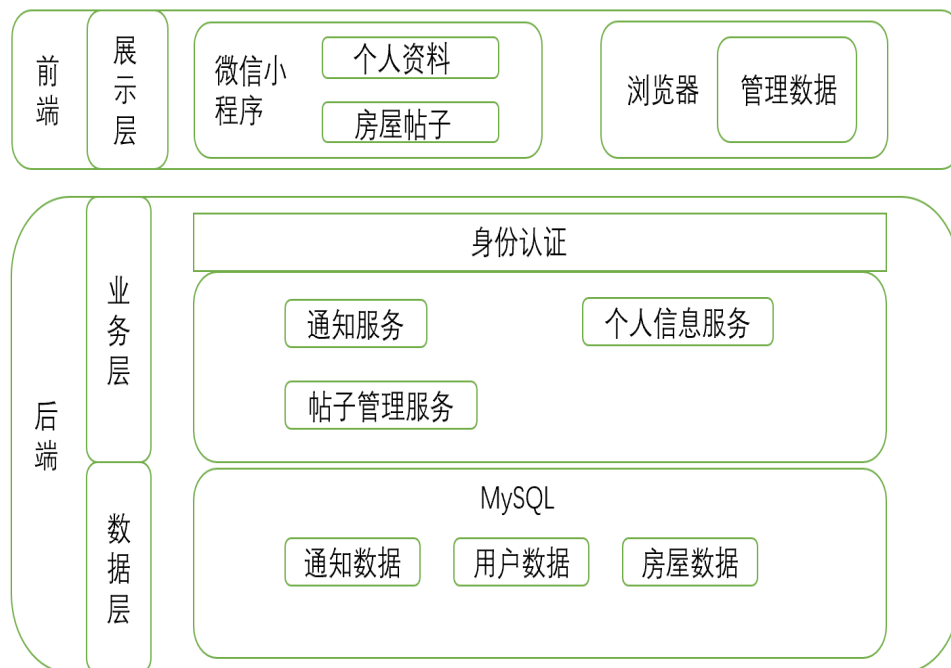 前
端
展
示
层
微信小
程序
个人资料
房屋帖子
浏览器
管理数据
后
端
业
务
层
身份认证
通知服务
个人信息服务
帖子管理服务
数
据
层
MySQL
通知数据
用户数据
房屋数据